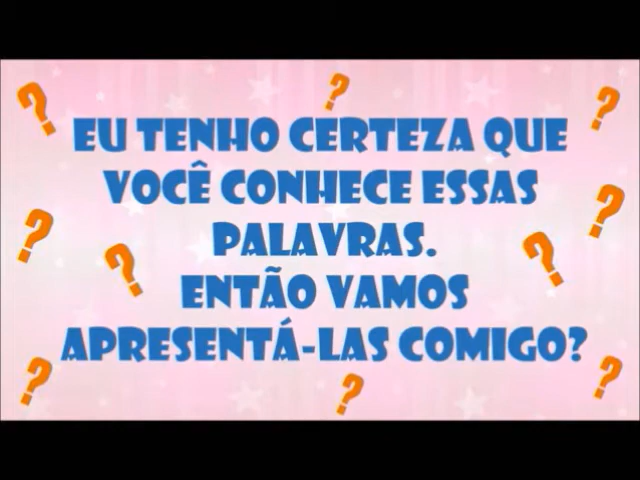 EU TENHO CERTEZA QUE
VOCÊ CONHECE ESSAS
PALAVRAS.
ENTÃO VAMOS
APRESENTÁ-LAS COMIGO?